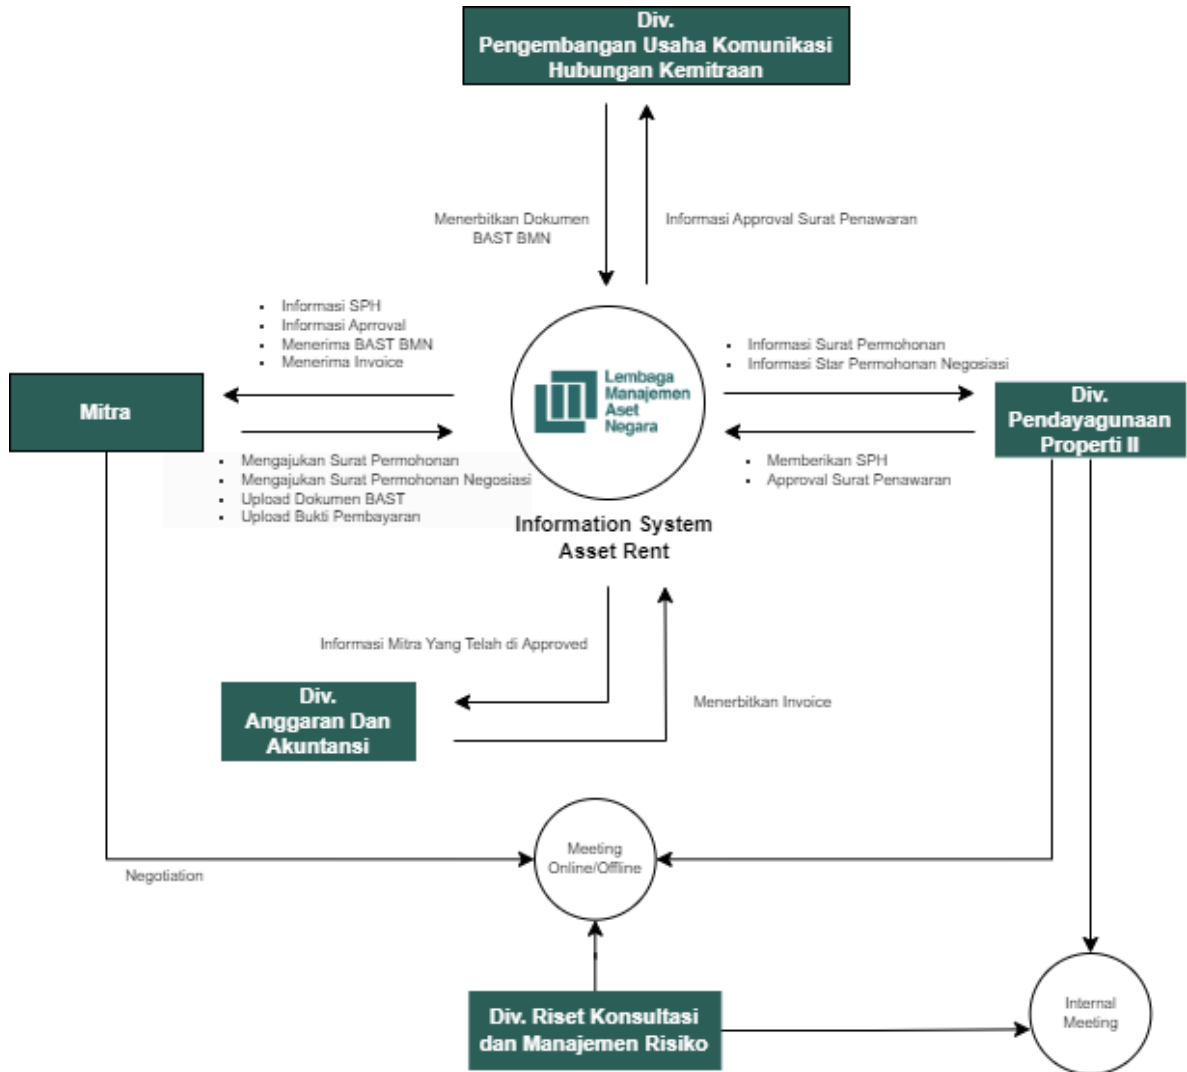 Div.
Pengembangan Usaha Komunikasi
Hubungan Kemitraan
Menerbitkan Dokumen
BAST BMN
Informasi Approval Surat Penawaran
Informasi SPH
Informasi Aprroval
Menerima BAST BMN
Menerima Invoice
Informasi Surat Permohonan
Informasi Star Permohonan Negosiasi
Mitra
Lembaga
Manajemen
Aset
Negara
Div.
Pendayagunaan
Properti II
Mengajukan Surat Permohonan
Mengajukan Surat Permohonan Negosiasi
Upload Dokumen BAST
Upload Bukti Pembayaran
Memberikan SPH
Approval Surat Penawaran
Information System
Asset Rent
Informasi Mitra Yang Telah di Approved
Div.
Anggaran Dan
Akuntansi
Menerbitkan Invoice
Meeting
Online/Offline
Negotiation
Div. Riset Konsultasi
dan Manajemen Risiko
Internal
Meeting